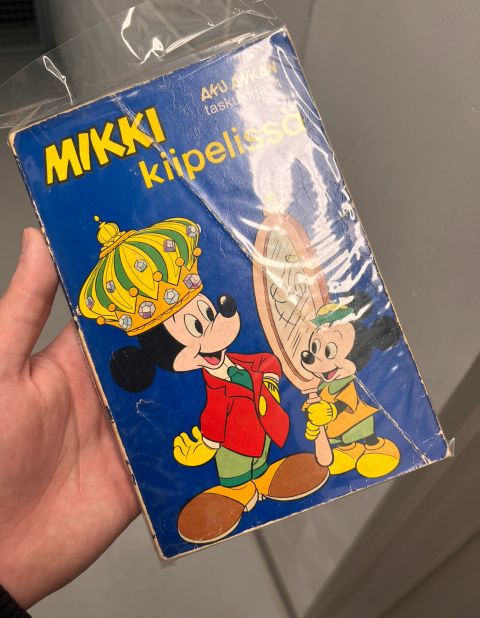 AKU ANKAN
taskukirja
MIKKI
kiipelissä